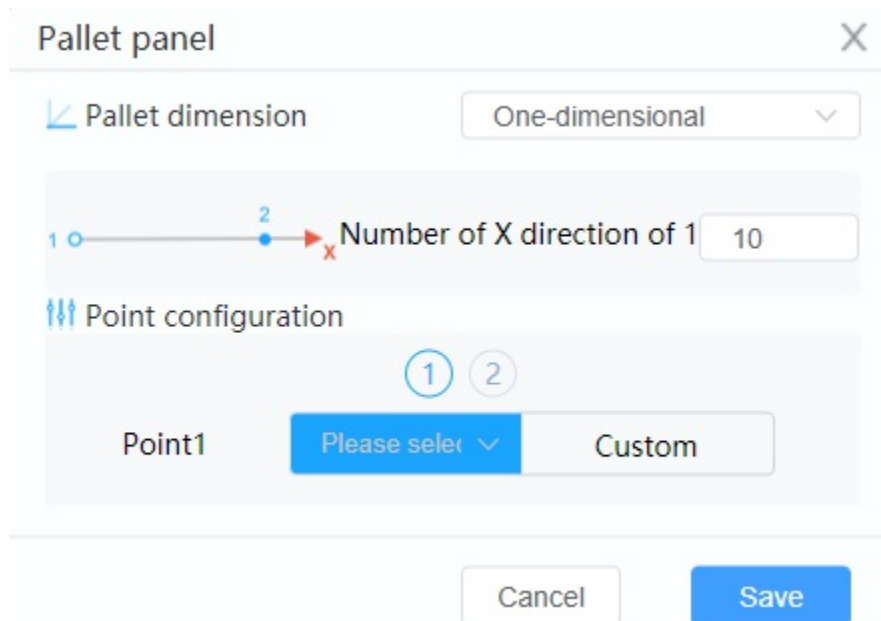 Pallet panel
Pallet dimension One-dimensional
2
1 x Number of X direction of 1 10
Point configuration
1 2
Point1 Please selec Custom
Cancel Save